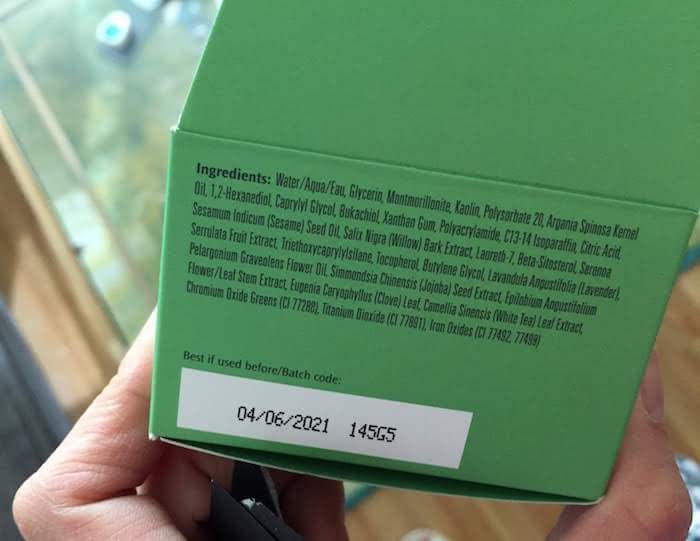 Ingredients: Water/Aqua/Eau, Glycerin, Montmorillonite, Kaolin, Polysorbate 20, Argania Spinosa Kernel
Oil, 1,2-Hexanediol, Caprylyl Glycol, Bukachiol, Xanthan Gum, Polyacrylamide, C13-14 Isoparaffin, Citric Acid,
Sesamum Indicum (Sesame) Seed Oil, Salix Nigra (Willow) Bark Extract, Laureth-7, Beta-Sitosterol, Serenoa
Serrulata Fruit Extract, Triethoxycaprylylsilane, Tocopherol, Butylene Glycol, Lavandula Angustifolia (Lavender),
Pelargonium Graveolens Flower Oil, Simmondsia Chinensis (Jojoba) Seed Extract, Epilobium Angustifolium
Flower/Leaf Stem Extract, Eugenia Caryophyllus (Clove) Leaf, Camellia Sinensis (White Tea) Leaf Extract,
Chromium Oxide Greens (CI 77288), Titanium Dioxide (CI 77891), Iron Oxides (CI 77492, 77499)
Best if used before/Batch code:
04/06/2021 145G5